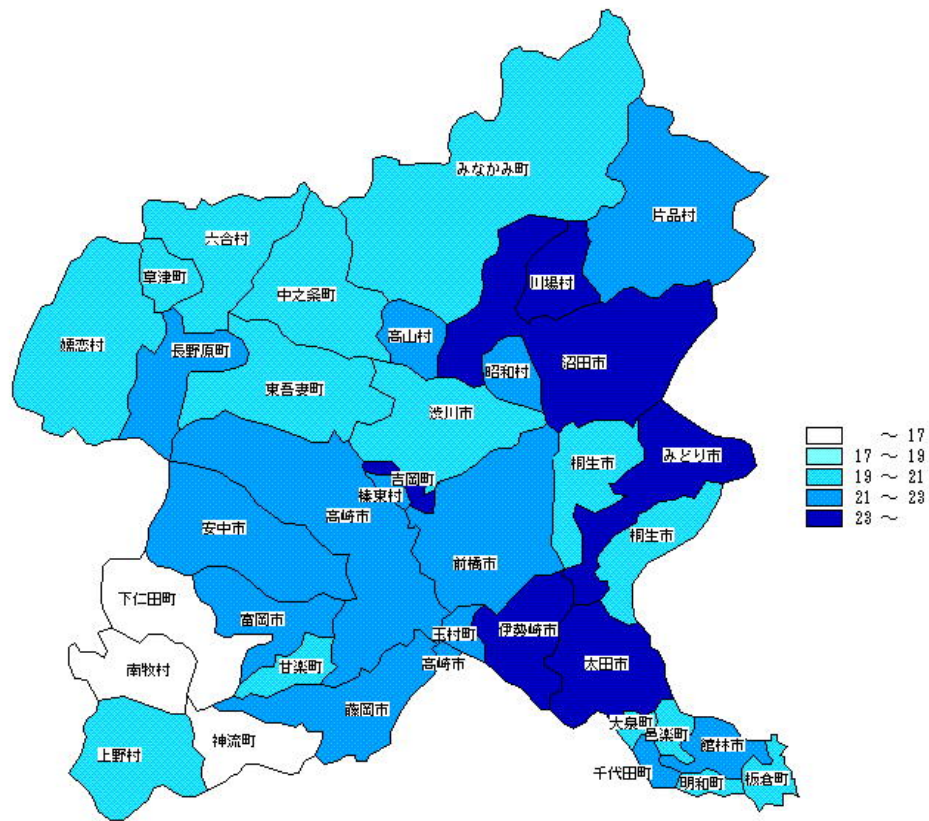 みなかみ町
片品村
六合村
草津町
川場村
中之条町
高山村
嬬恋村
長野原町
昭和村
沼田市
東吾妻町
渋川市
桐生市
みどり市
吉岡町
榛東村
高崎市
安中市
桐生市
前橋市
下仁田町
富岡市
玉村町
伊勢崎市
高崎市
太田市
甘楽町
南牧村
藤岡市
大泉町
邑楽町
神流町
館林市
上野村
千代田町
明和町
板倉町
～ 17
17 ～ 19
19 ～ 21
21 ～ 23
23 ～